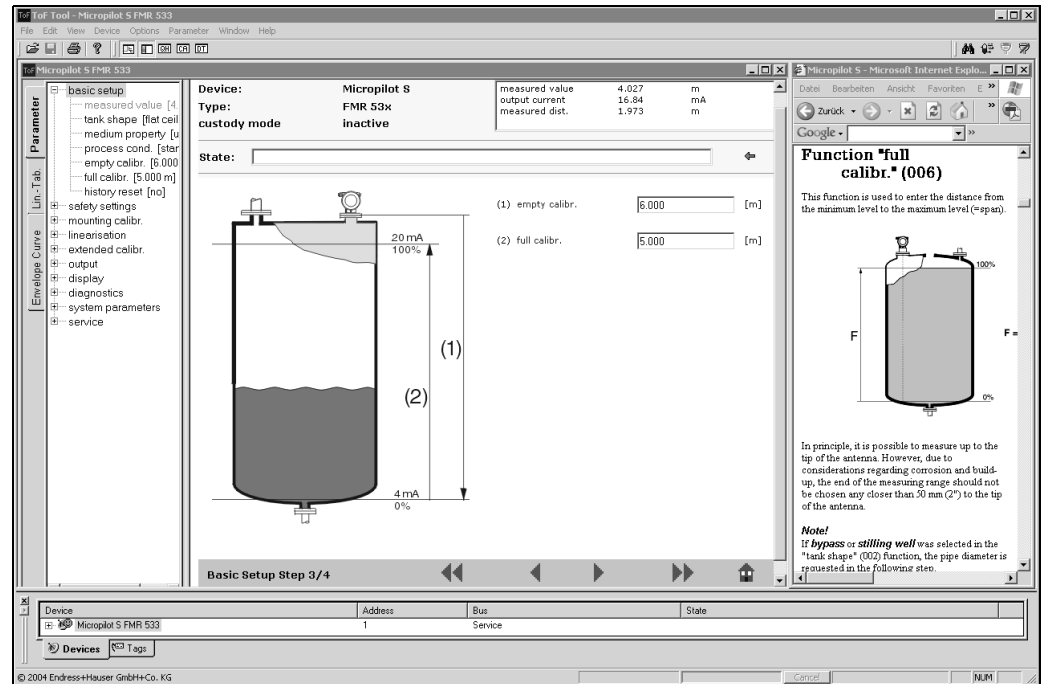 ToF Tool - Micropilot S FMR 533
File Edit View Device Options Parameter Window Help
Micropilot S FMR 533
Parameter
Lin.-Tab.
Envelope Curve
basic setup
measured value [4.
tank shape [flat ceil
medium property [u
process cond. [star
empty calibr. [6.000
full calibr. [5.000 m]
history reset [no]
safety settings
mounting calibr.
linearisation
extended calibr.
output
display
diagnostics
system parameters
service
Device: Micropilot S
Type: FMR 53x
custody mode inactive
measured value 4.027 m
output current 16.84 mA
measured dist. 1.973 m
State:
20 mA
100%
(1)
(2)
4 mA
0%
(1) empty calibr. 6.000 [m]
(2) full calibr. 5.000 [m]
Basic Setup Step 3/4
Micropilot S - Microsoft Internet Explo...
Datei Bearbeiten Ansicht Favoriten E »
Zurück
Google
Function "full
calibr." (006)
This function is used to enter the distance from
the minimum level to the maximum level (=span).
100%
F
F =
0%
In principle, it is possible to measure up to the
tip of the antenna. However, due to
considerations regarding corrosion and build-
up, the end of the measuring range should not
be chosen any closer than 50 mm (2") to the tip
of the antenna.
Note!
If bypass or stilling well was selected in the
"tank shape" (002) function, the pipe diameter is
requested in the following step.
Device Address Bus State
Micropilot S FMR 533 1 Service
Devices Tags
© 2004 Endress+Hauser GmbH+Co. KG
Cancel
NUM